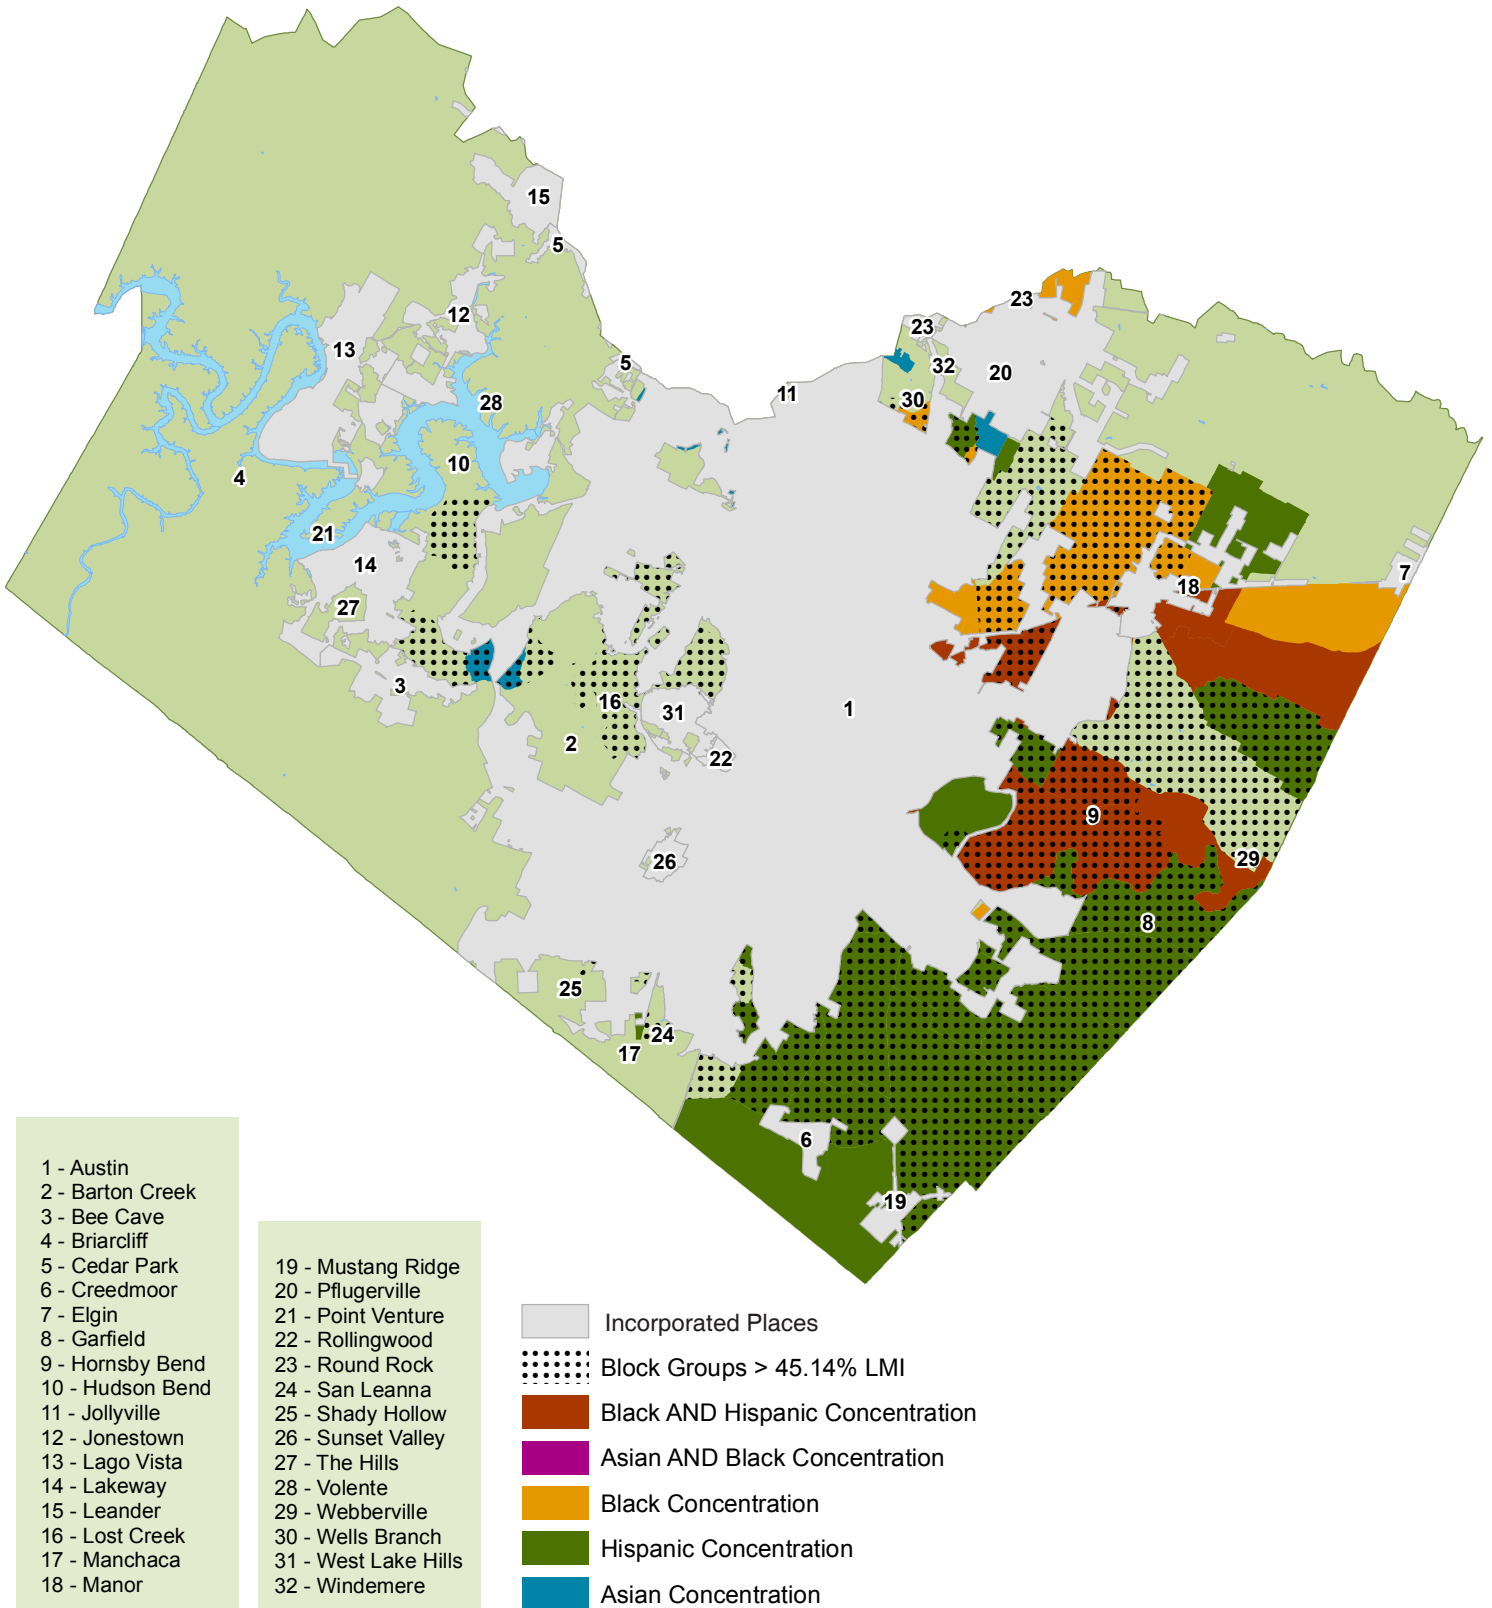 15
5
12
13
5
28
11
10
4
21
14
27
3
16
31
2
22
1
26
25
24
17
23
23
32
20
30
7
18
9
29
8
6
19
1 - Austin
2 - Barton Creek
3 - Bee Cave
4 - Briarcliff
5 - Cedar Park
6 - Creedmoor
7 - Elgin
8 - Garfield
9 - Hornsby Bend
10 - Hudson Bend
11 - Jollyville
12 - Jonestown
13 - Lago Vista
14 - Lakeway
15 - Leander
16 - Lost Creek
17 - Manchaca
18 - Manor
19 - Mustang Ridge
20 - Pflugerville
21 - Point Venture
22 - Rollingwood
23 - Round Rock
24 - San Leanna
25 - Shady Hollow
26 - Sunset Valley
27 - The Hills
28 - Volente
29 - Webberville
30 - Wells Branch
31 - West Lake Hills
32 - Windemere
Incorporated Places
Block Groups > 45.14% LMI
Black AND Hispanic Concentration
Asian AND Black Concentration
Black Concentration
Hispanic Concentration
Asian Concentration